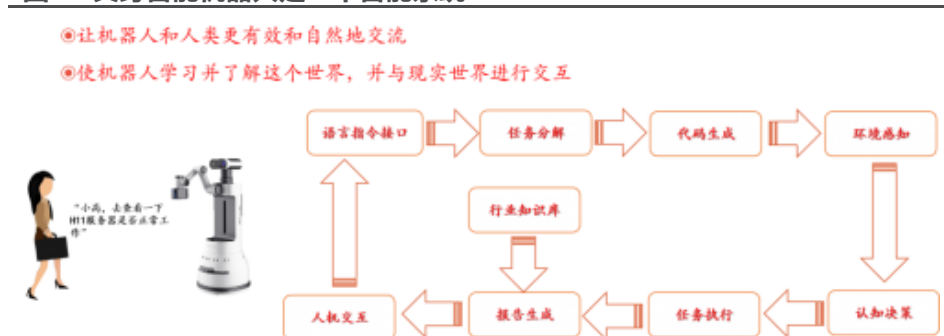 ◉让机器人和人类更有效和自然地交流
◉使机器人学习并了解这个世界，并与现实世界进行交互
语言指令接口
任务分解
代码生成
环境感知
“小高，去查看一下
H11服务器是否正常工
作”
行业知识库
人机交互
报告生成
任务执行
认知决策